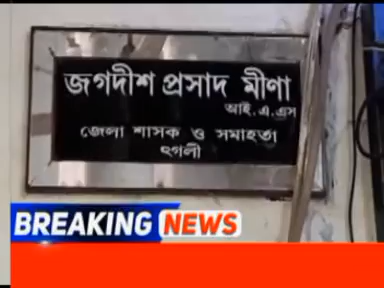 জগদীশ প্রসাদ মীণা
আই.এ.এস
জেলা শাসক ও সমাহর্তা
হুগলী
BREAKING NEWS